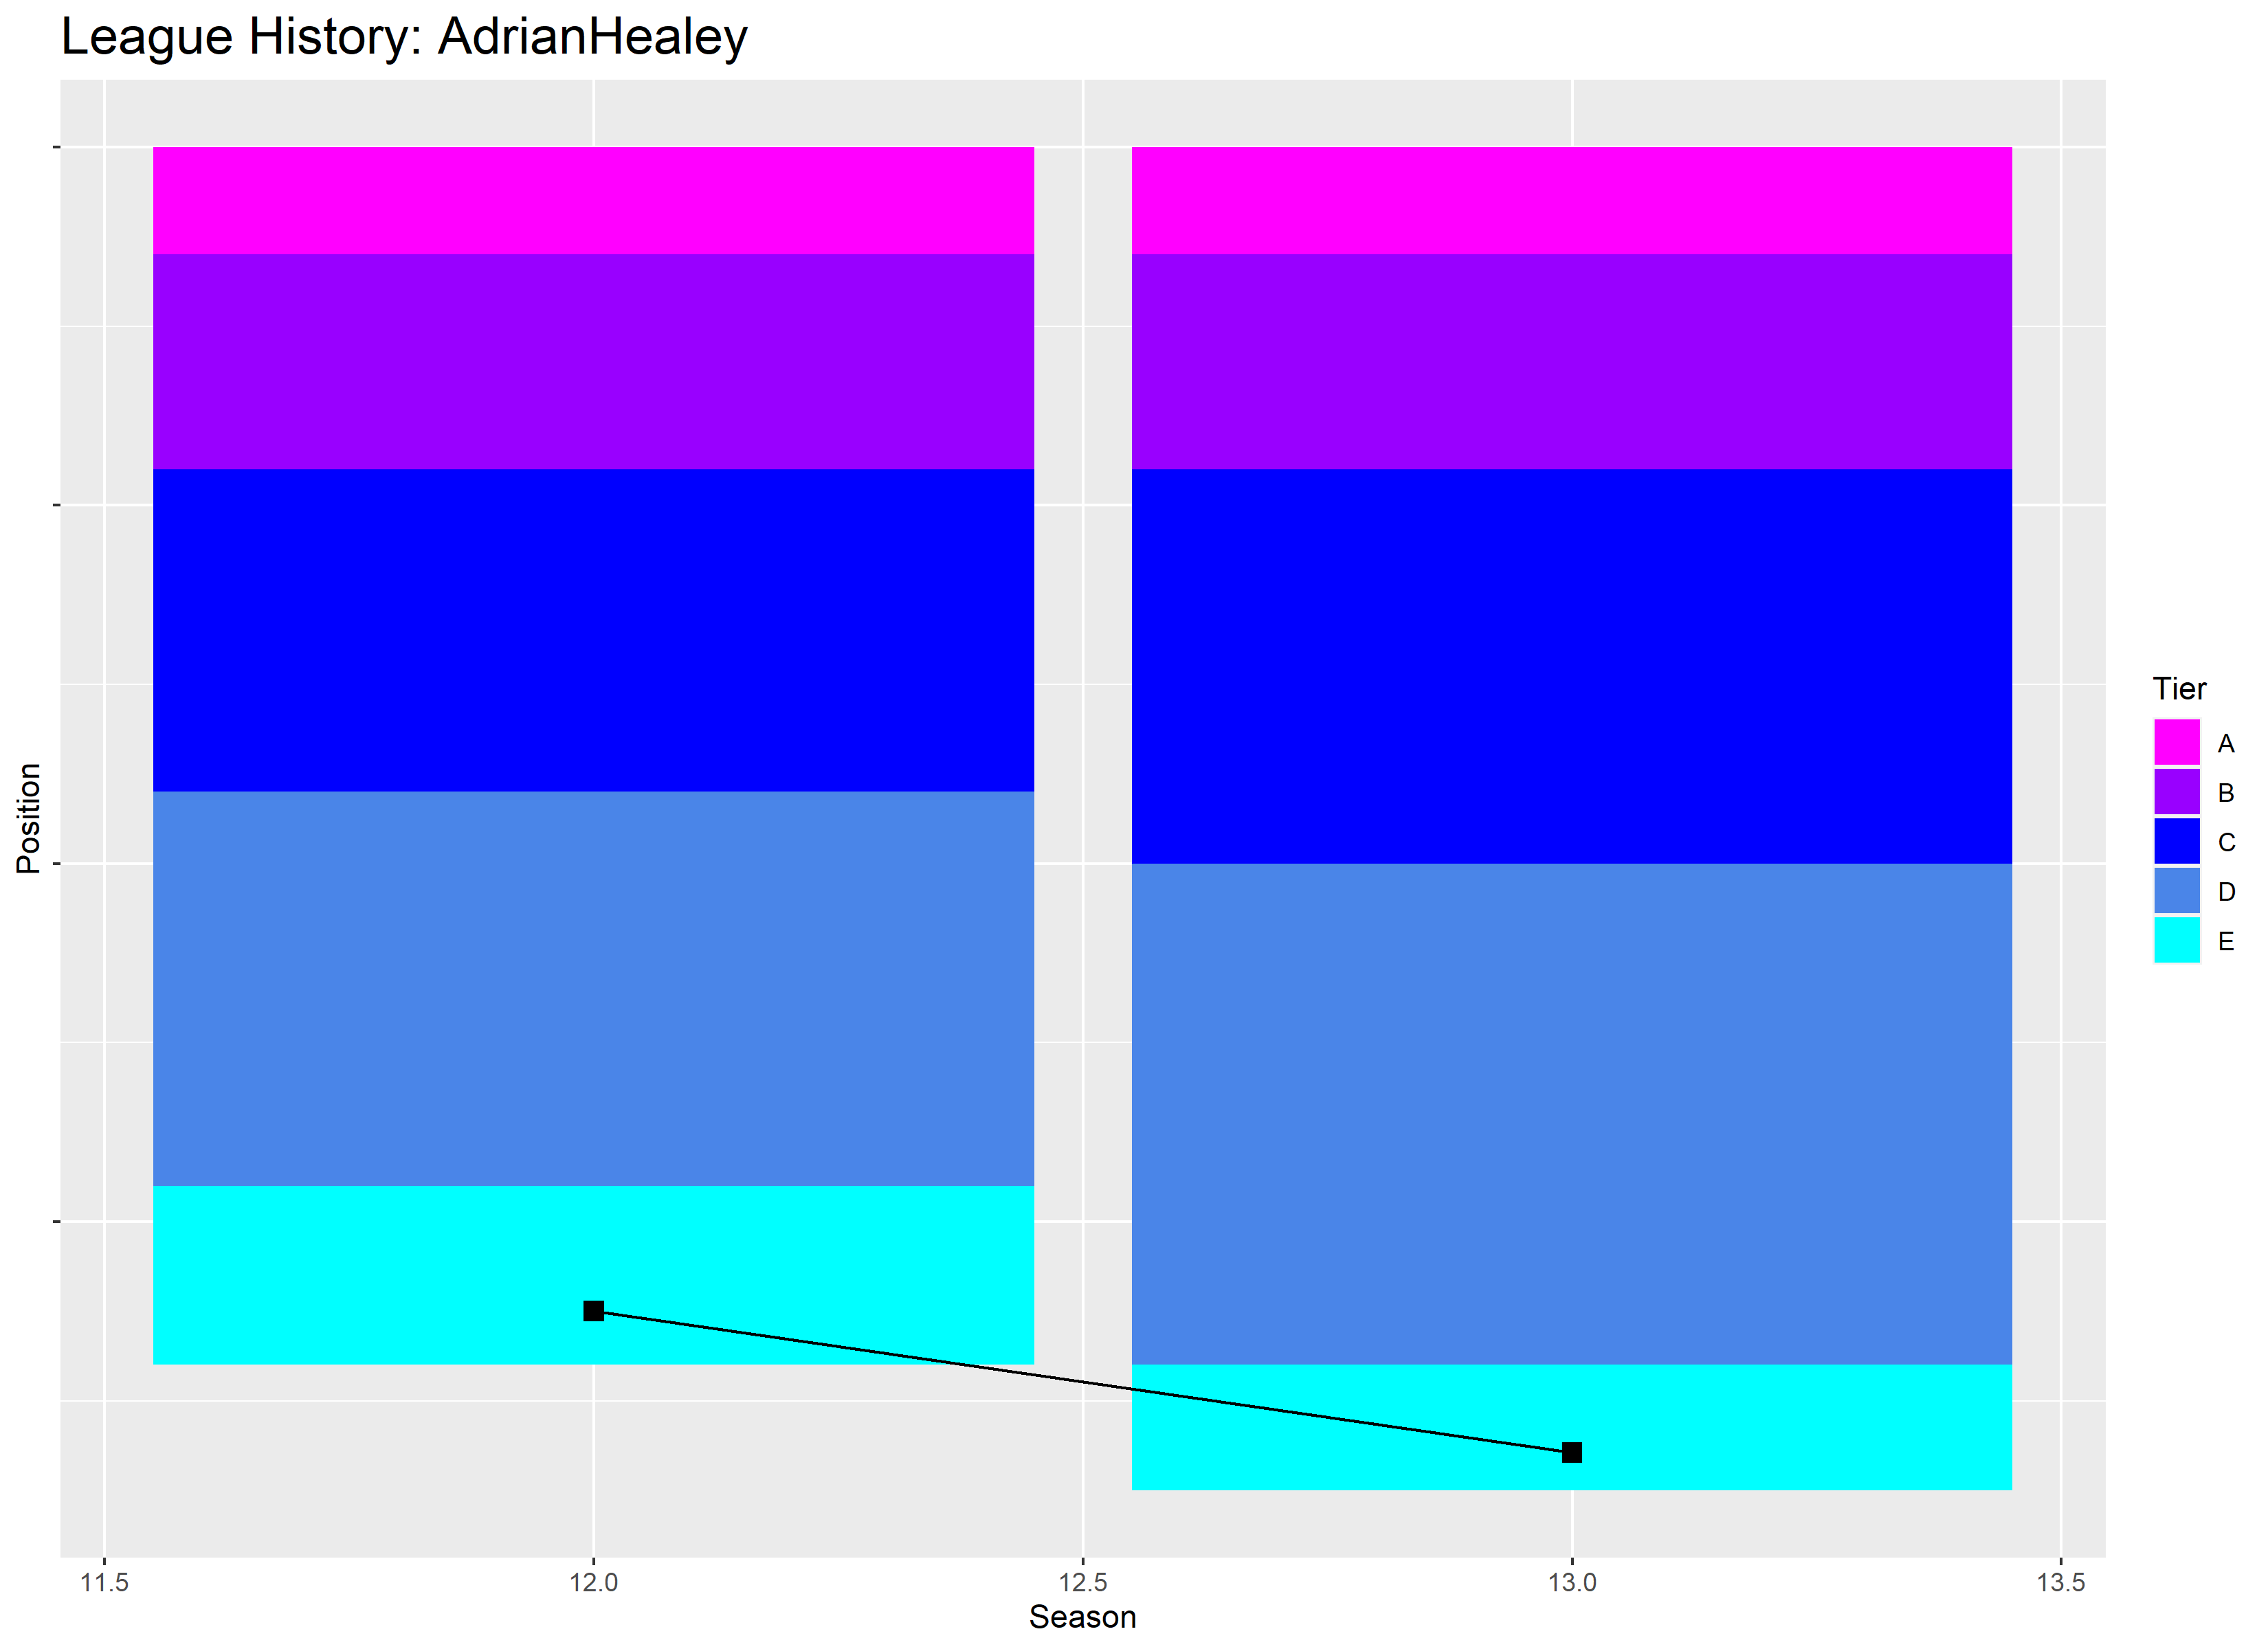 League History: AdrianHealey
Position
Tier
A
B
C
D
E
11.5 12.0 12.5 13.0 13.5
Season